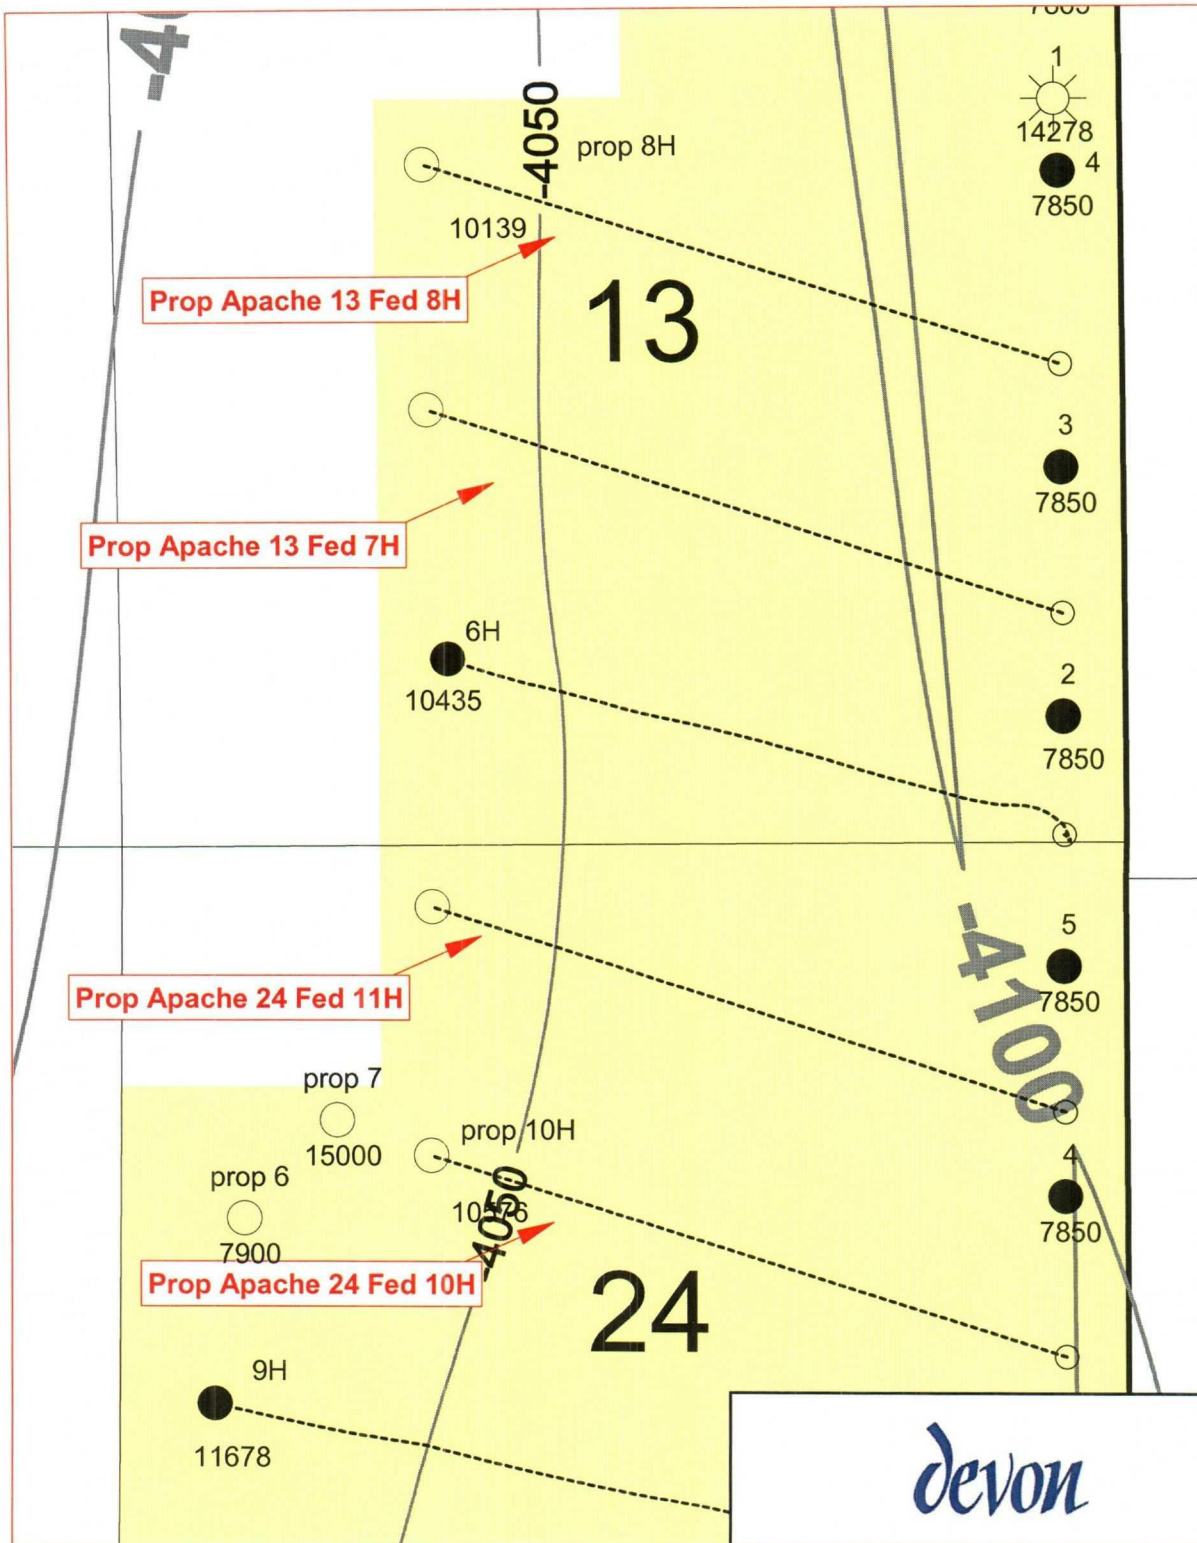 1
14278
4
7850
-4050
prop 8H
10139
Prop Apache 13 Fed 8H
13
3
7850
Prop Apache 13 Fed 7H
6H
10435
2
7850
5
7850
-4100
Prop Apache 24 Fed 11H
prop 7
15000
prop 10H
prop 6
7900
-4050
4
7850
Prop Apache 24 Fed 10H
24
9H
11678
devon